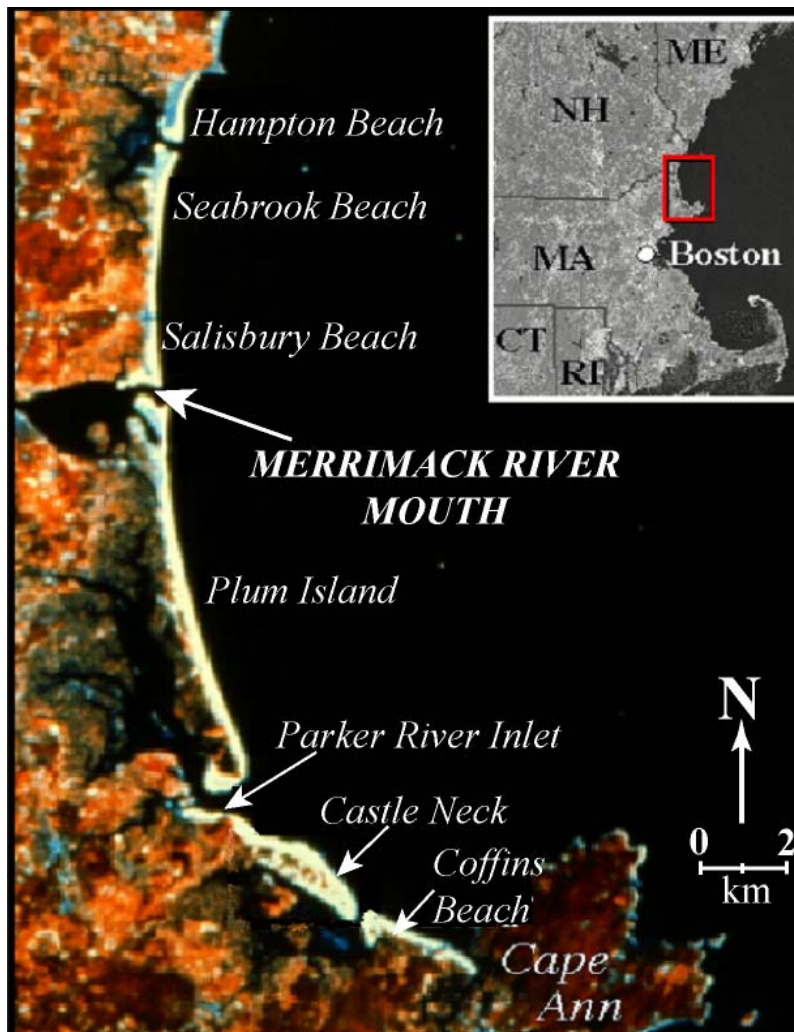 Hampton Beach
Seabrook Beach
Salisbury Beach
MERRIMACK RIVER
MOUTH
Plum Island
Parker River Inlet
Castle Neck
Coffins
Beach
Cape
Ann
ME
NH
MA
Boston
CT
RI
N
0 2
km